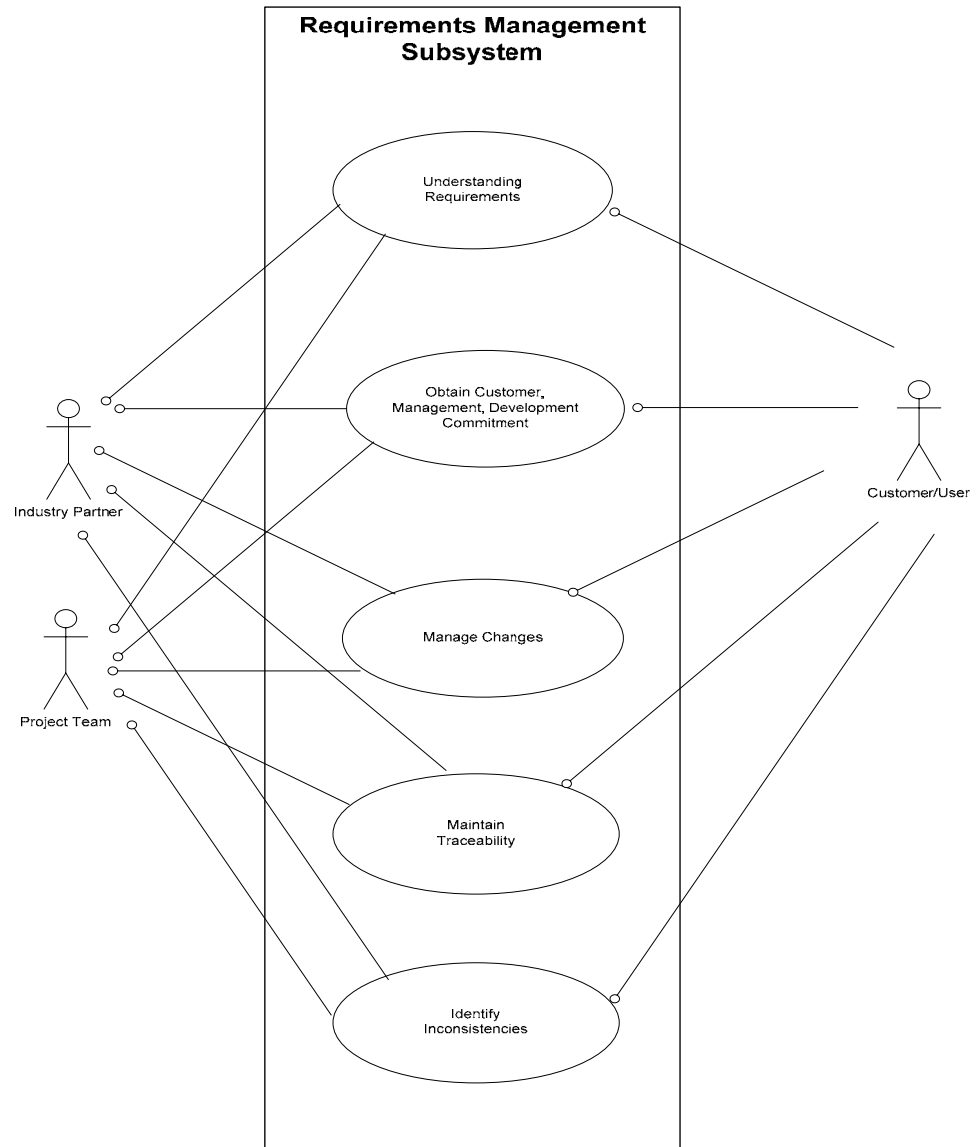 Requirements Management
Subsystem
Understanding
Requirements
Obtain Customer,
Management, Development
Commitment
Industry Partner
Customer/User
Manage Changes
Project Team
Maintain
Traceability
Identify
Inconsistencies